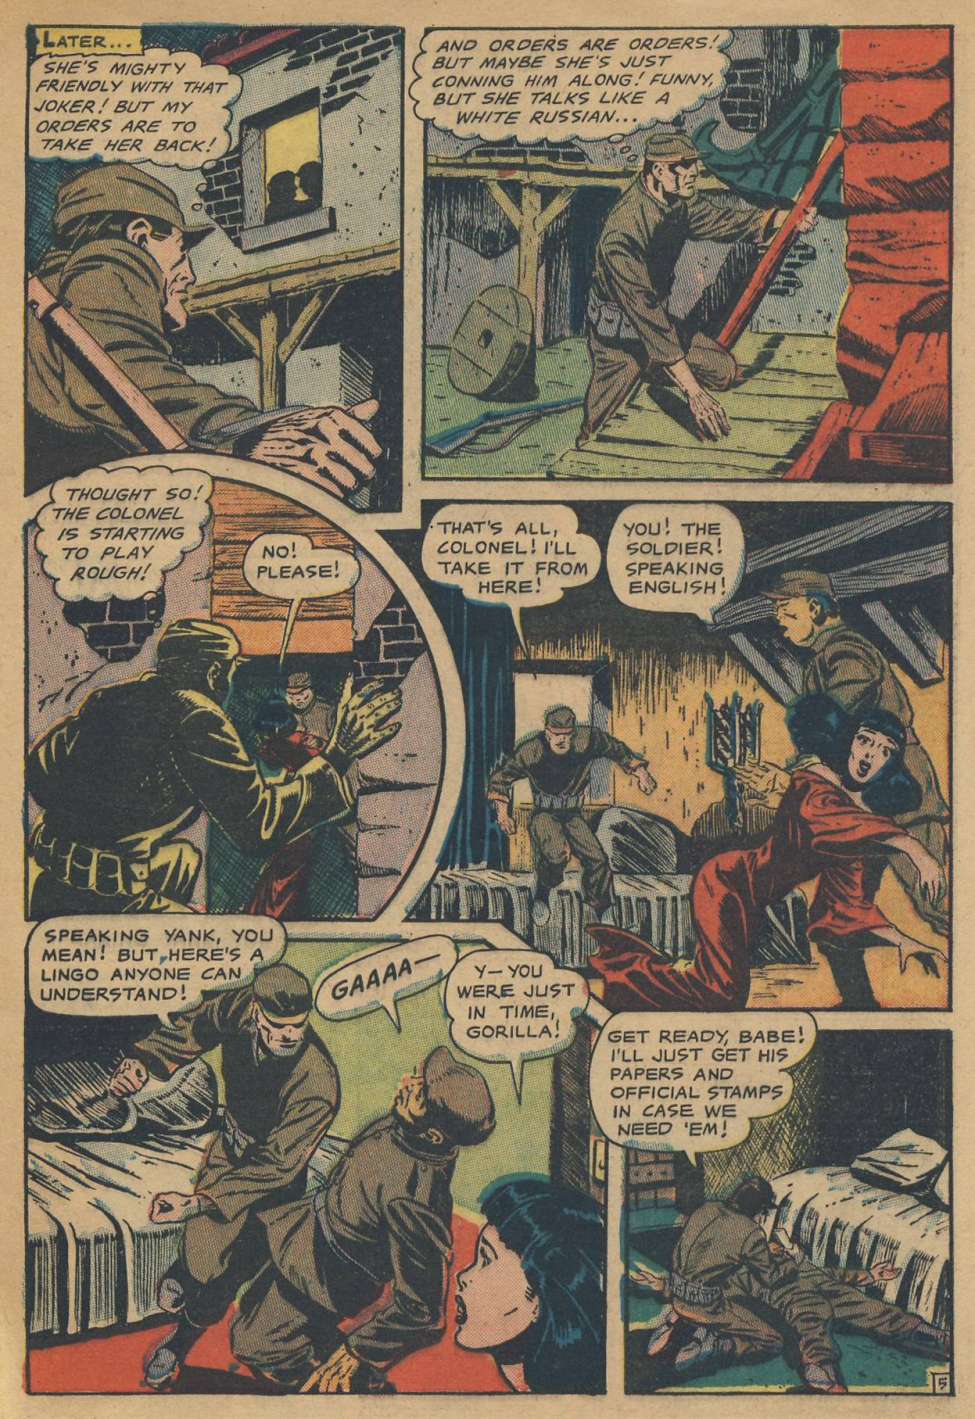 LATER...
SHE'S MIGHTY
FRIENDLY WITH THAT
JOKER! BUT MY
ORDERS ARE TO
TAKE HER BACK!
AND ORDERS ARE ORDERS!
BUT MAYBE SHE'S JUST
CONNING HIM ALONG! FUNNY,
BUT SHE TALKS LIKE A
WHITE RUSSIAN...
THOUGHT SO!
THE COLONEL
IS STARTING
TO PLAY
ROUGH!
NO!
PLEASE!
THAT'S ALL,
COLONEL! I'LL
TAKE IT FROM
HERE!
YOU! THE
SOLDIER!
SPEAKING
ENGLISH!
SPEAKING YANK, YOU
MEAN! BUT HERE'S A
LINGO ANYONE CAN
UNDERSTAND!
GAAAA-
Y-YOU
WERE JUST
IN TIME,
GORILLA!
GET READY, BABE!
I'LL JUST GET HIS
PAPERS AND
OFFICIAL STAMPS
IN CASE WE
NEED 'EM!
5